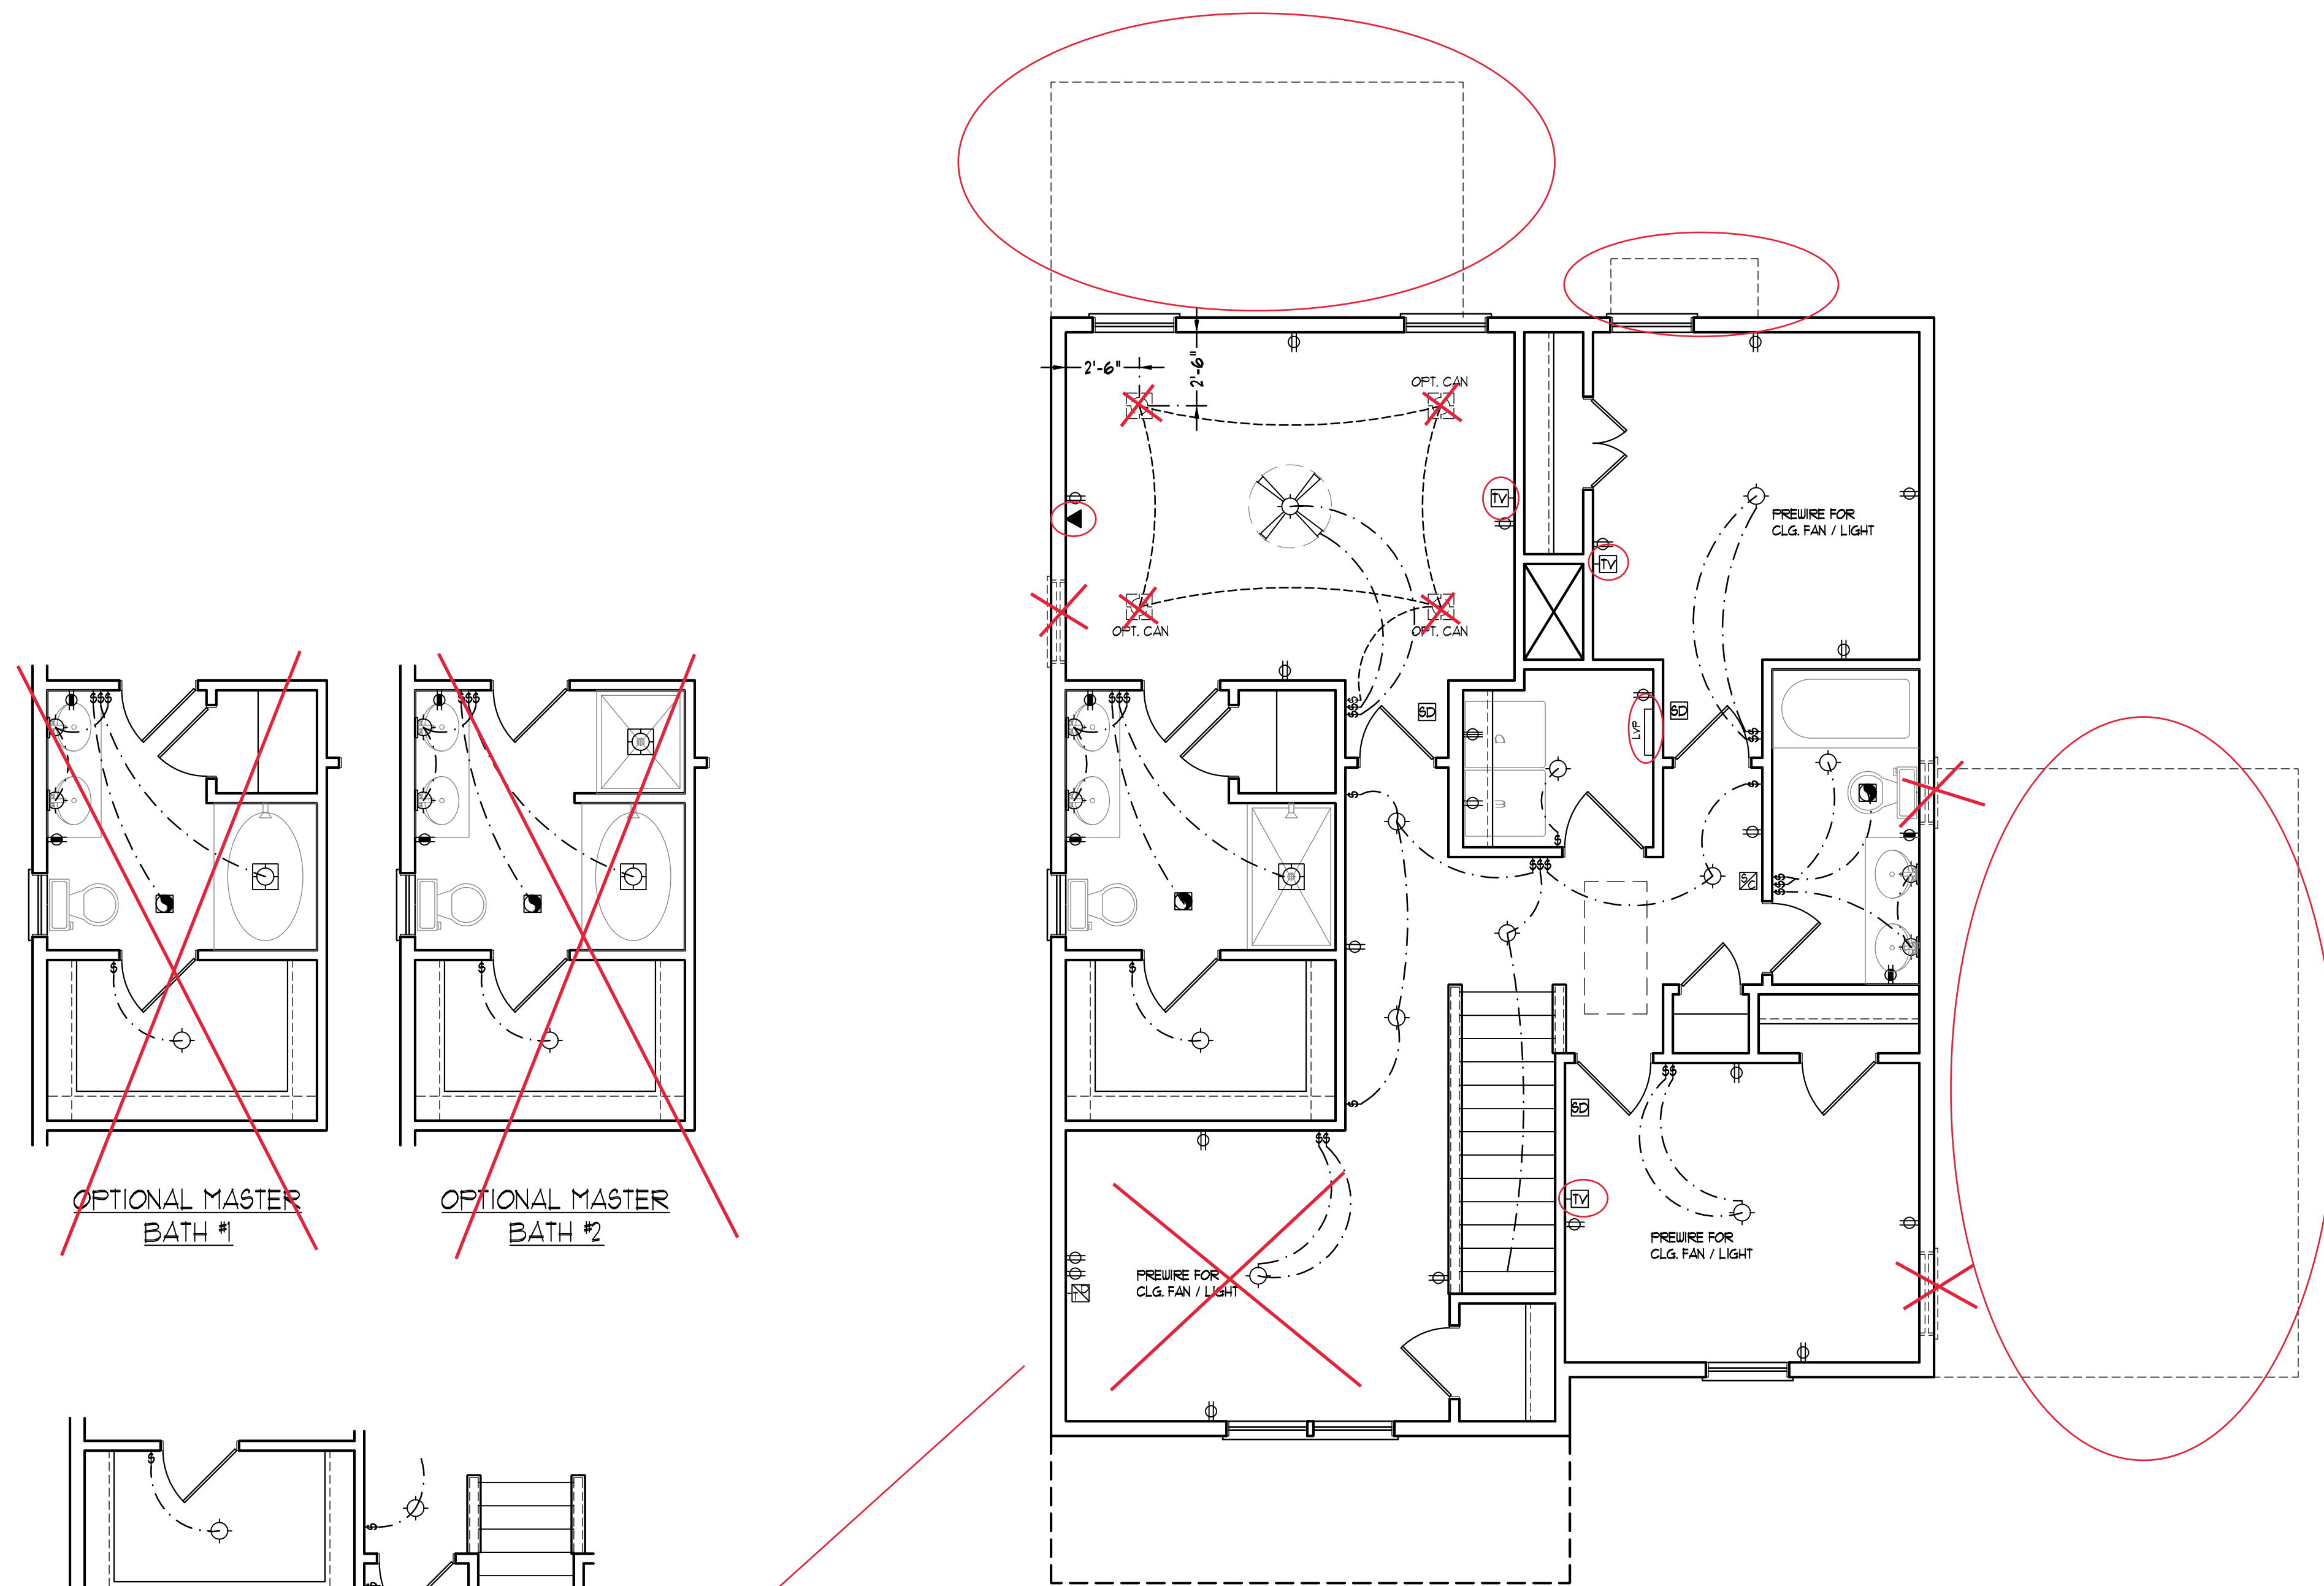 2'-6"
2'-6"
OPT. CAN
TV
PREWIRE FOR
CLG. FAN / LIGHT
TV
OPT. CAN
OPT. CAN
$$$
$$$
$$$
$$$
SD
SD
LVP
$$
D
W
$
$
$
$$$
$$$
S/C
$
$
$
$$
SD
$
$$
TV
OPTIONAL MASTER
BATH #1
OPTIONAL MASTER
BATH #2
PREWIRE FOR
CLG. FAN / LIGHT
PREWIRE FOR
CLG. FAN / LIGHT
$
$